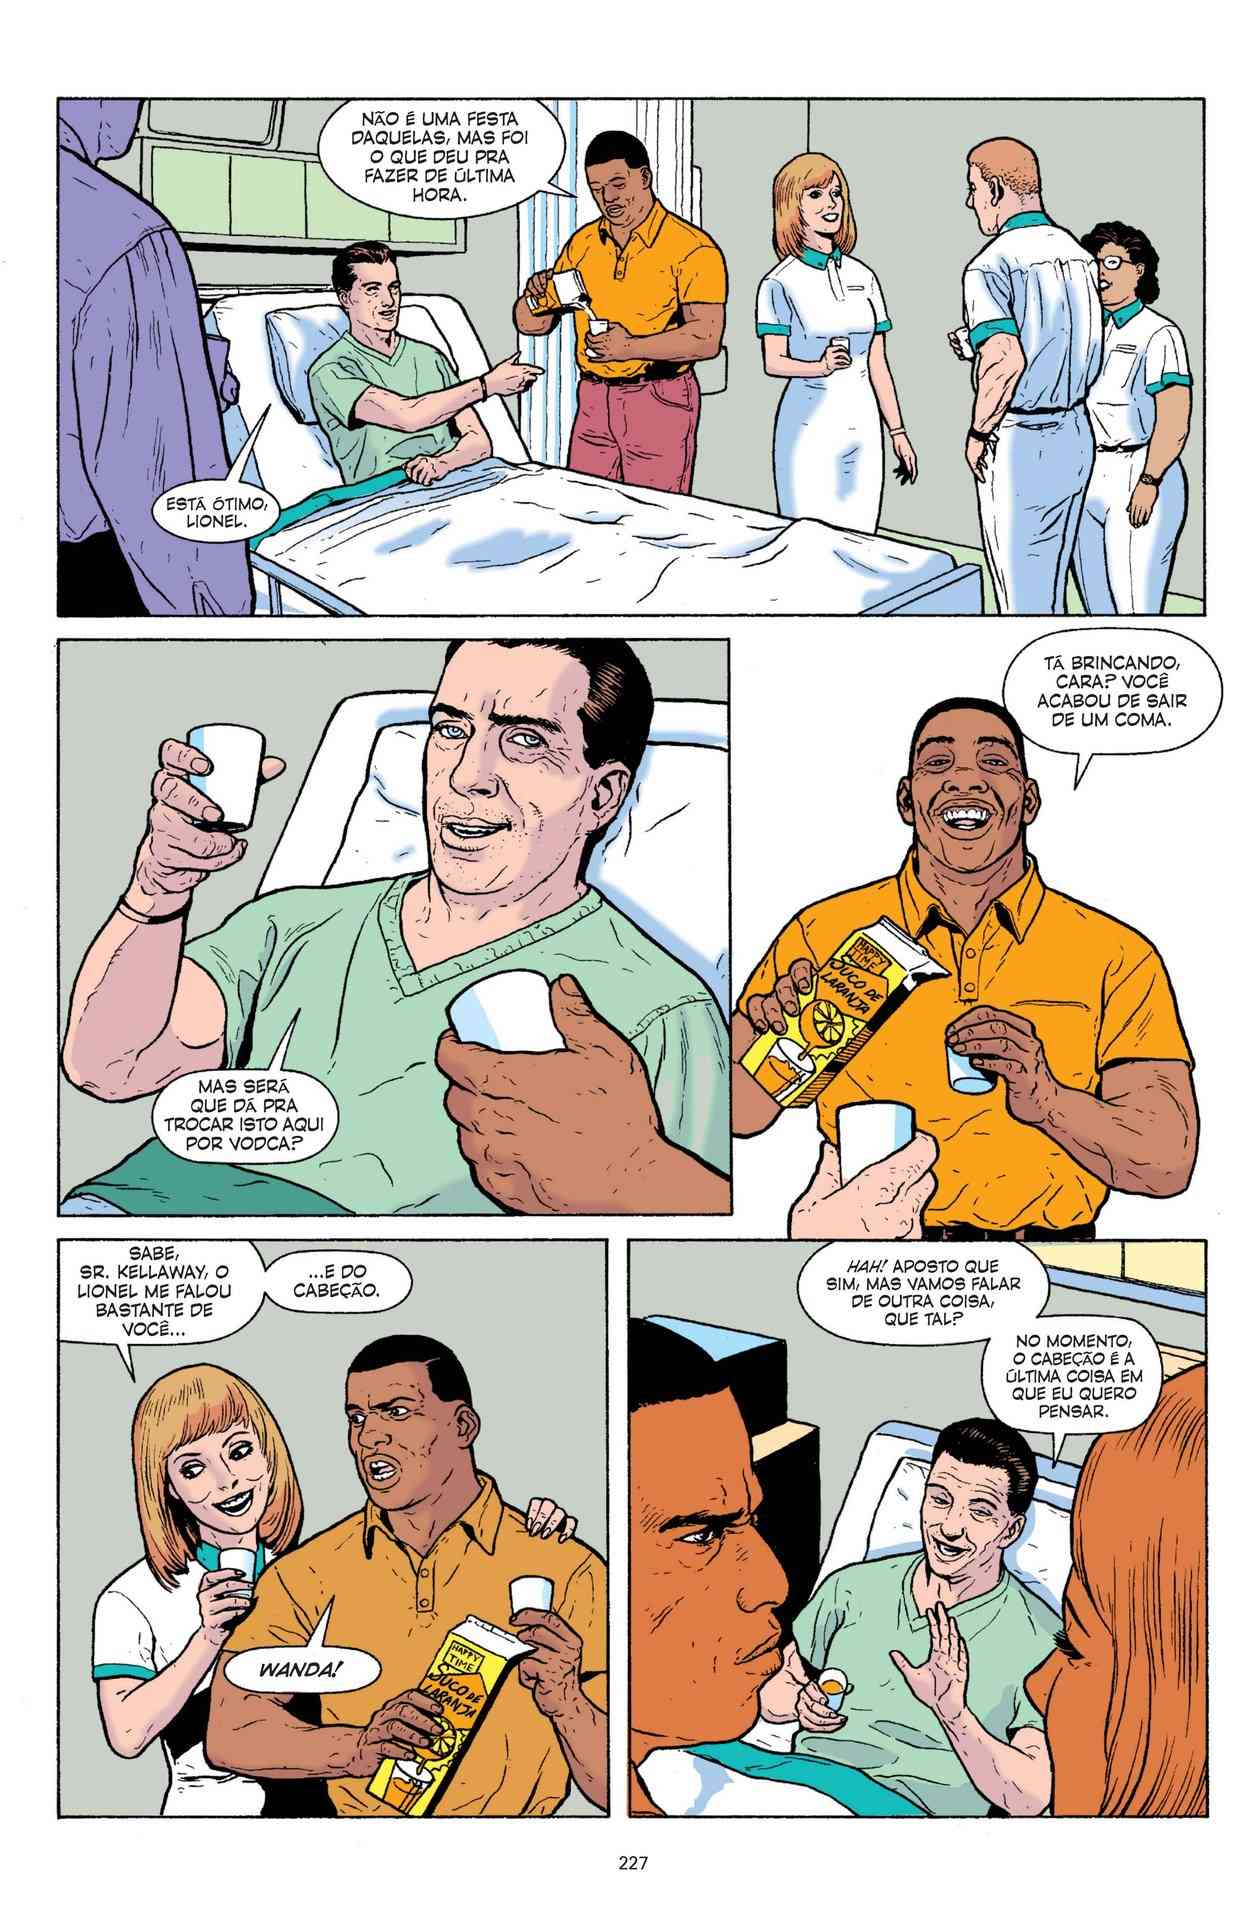 NÃO É UMA FESTA
DAQUELAS, MAS FOI
O QUE DEU PRA
FAZER DE ÚLTIMA
HORA.
ESTÁ ÓTIMO,
LIONEL.
MAS SERÁ
QUE DÁ PRA
TROCAR ISTO AQUI
POR VODCA?
TÁ BRINCANDO,
CARA? VOCÊ
ACABOU DE SAIR
DE UM COMA.
HAPPY
TIME
SUCO DE
LARANJA
SABE,
SR. KELLAWAY, O
LIONEL ME FALOU
BASTANTE DE
VOCÊ...
...E DO
CABEÇÃO.
WANDA!
HAPPY
TIME
SUCO DE
LARANJA
HAH! APOSTO QUE
SIM, MAS VAMOS FALAR
DE OUTRA COISA,
QUE TAL?
NO MOMENTO,
O CABEÇÃO É A
ÚLTIMA COISA EM
QUE EU QUERO
PENSAR.
227